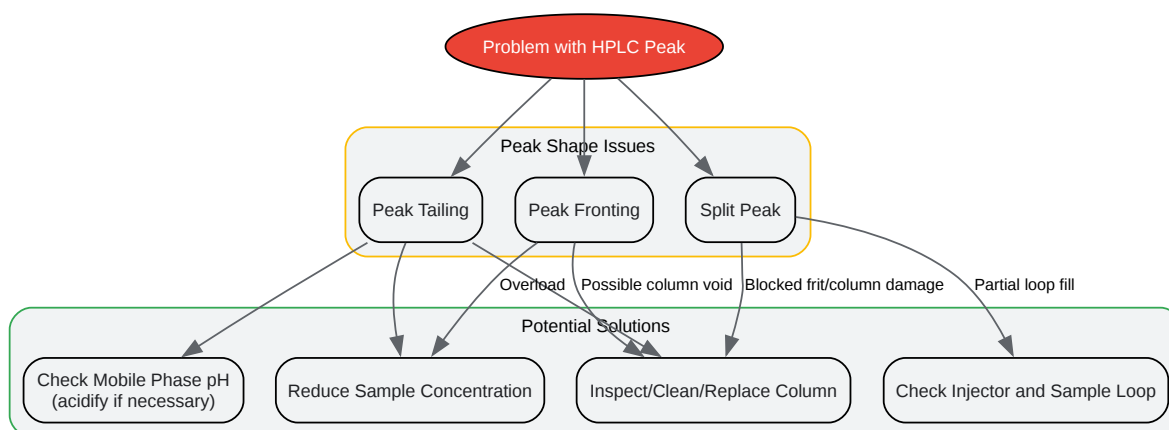 Problem with HPLC Peak
Peak Shape Issues
Peak Tailing
Peak Fronting
Split Peak
Overload
Possible column void
Blocked frit/column damage
Partial loop fill
Potential Solutions
Check Mobile Phase pH
(acidify if necessary)
Reduce Sample Concentration
Inspect/Clean/Replace Column
Check Injector and Sample Loop